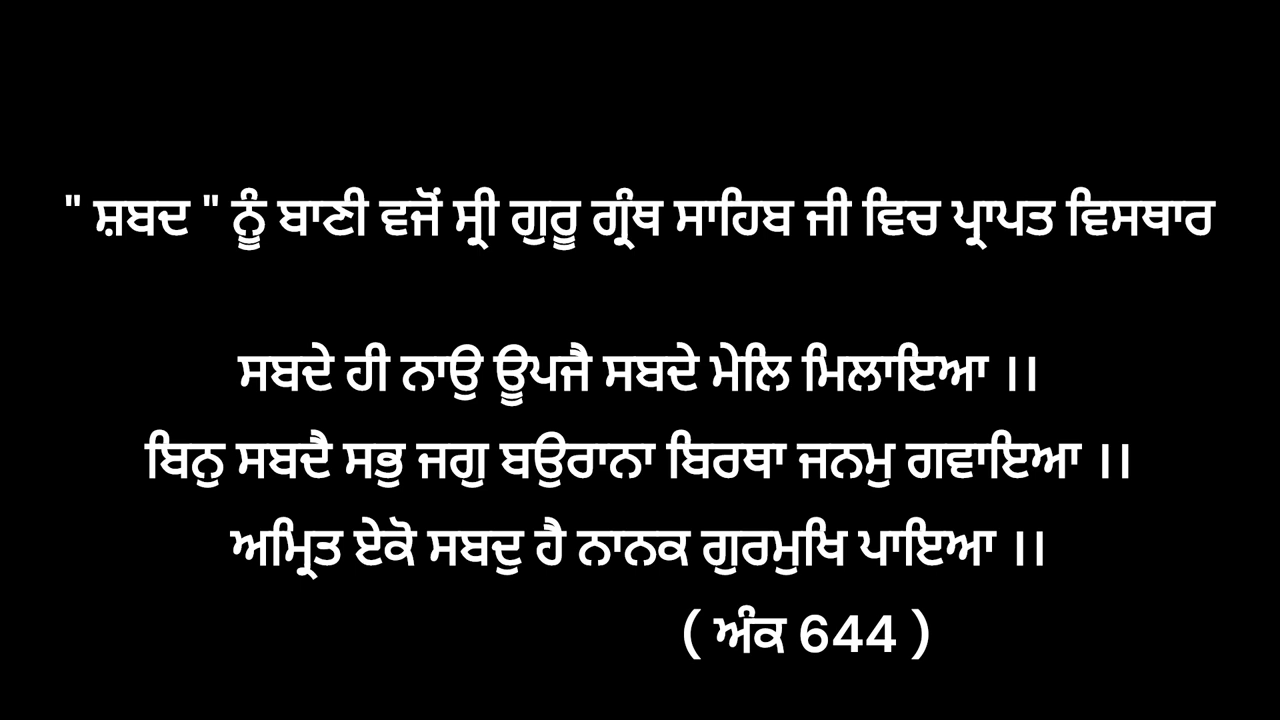 " ਸ਼ਬਦ " ਨੂੰ ਬਾਣੀ ਵਜੋਂ ਸ੍ਰੀ ਗੁਰੂ ਗ੍ਰੰਥ ਸਾਹਿਬ ਜੀ ਵਿਚ ਪ੍ਰਾਪਤ ਵਿਸਥਾਰ
ਸਬਦੇ ਹੀ ਨਾਉ ਊਪਜੈ ਸਬਦੇ ਮੇਲਿ ਮਿਲਾਇਆ ।।
ਬਿਨੁ ਸਬਦੈ ਸਭੁ ਜਗੁ ਬਉਰਾਨਾ ਬਿਰਥਾ ਜਨਮੁ ਗਵਾਇਆ ।।
ਅਮ੍ਰਿਤ ਏਕੋ ਸਬਦੁ ਹੈ ਨਾਨਕ ਗੁਰਮੁਖਿ ਪਾਇਆ ।।
( ਅੰਕ 644 )